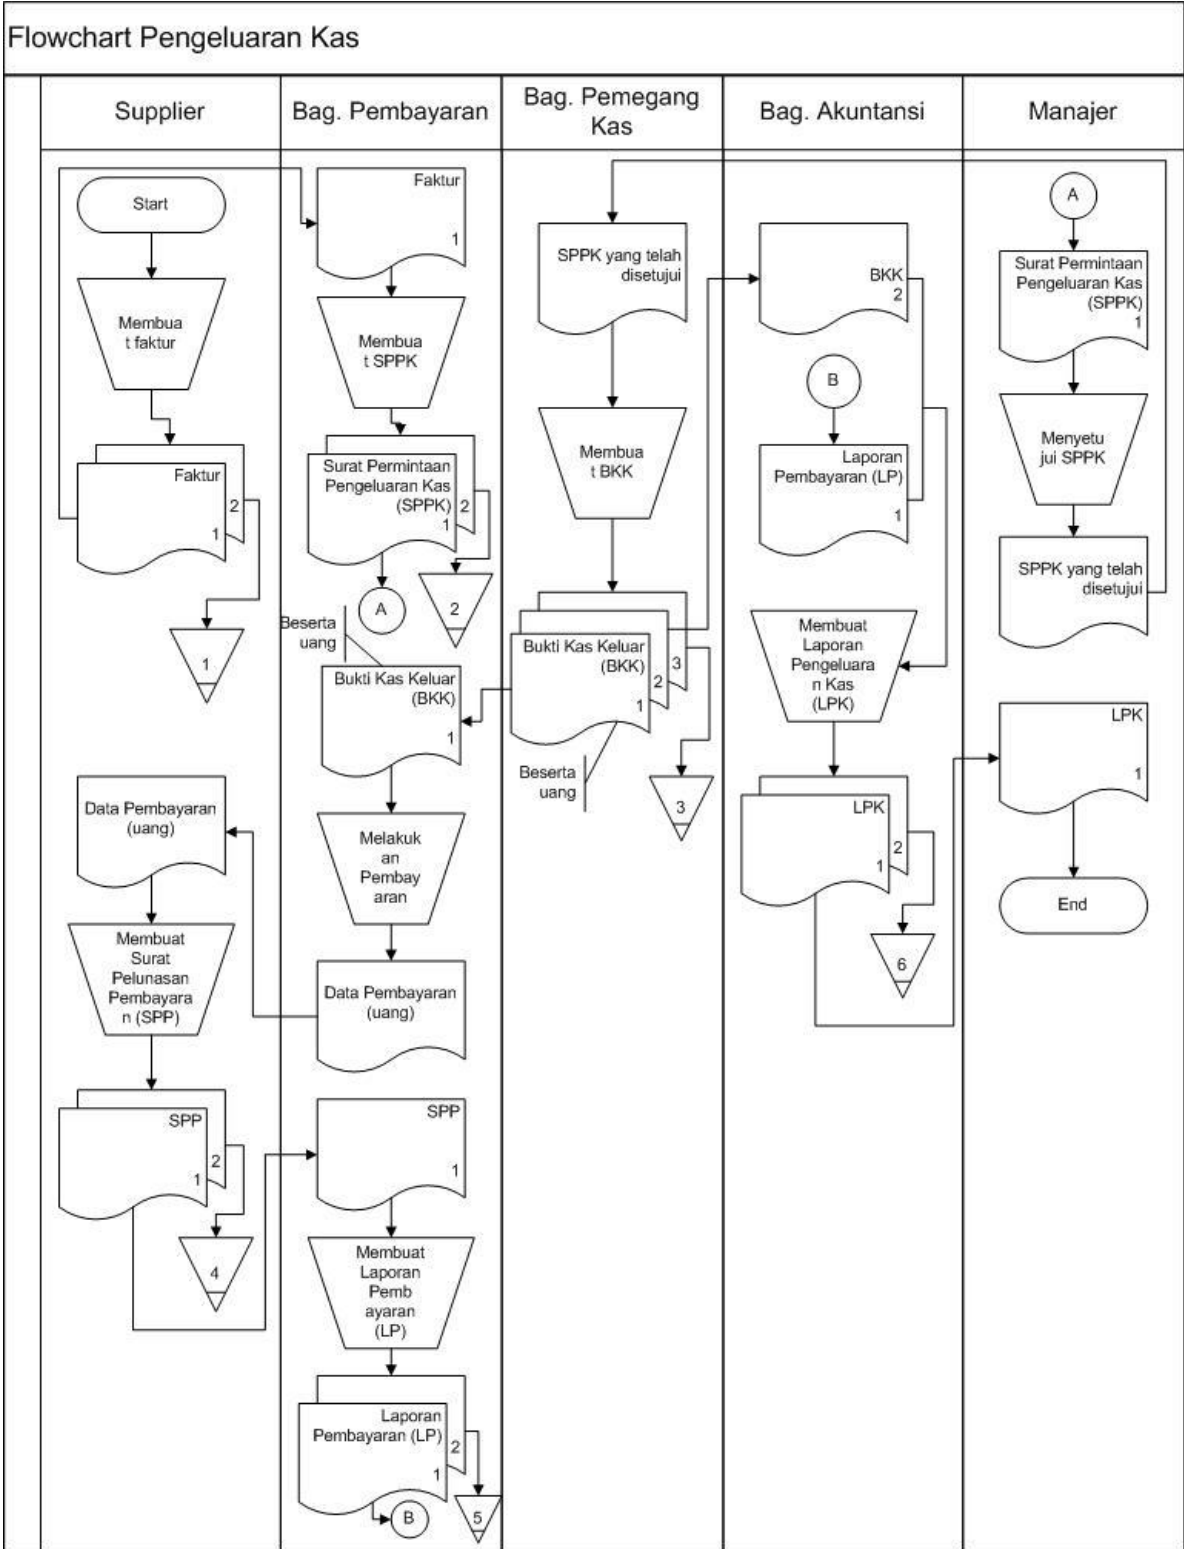 Flowchart Pengeluaran Kas
Supplier
Bag. Pembayaran
Bag. Pemegang
Kas
Bag. Akuntansi
Manajer
Start
Membua
t faktur
Faktur
2
1
1
Data Pembayaran
(uang)
Membuat
Surat
Pelunasan
Pembayara
n (SPP)
SPP
2
1
4
Faktur
1
Membua
t SPPK
Surat Permintaan
Pengeluaran Kas
(SPPK)
2
1
A
2
Beserta
uang
Bukti Kas Keluar
(BKK)
1
Melakuk
an
Pembay
aran
Data Pembayaran
(uang)
SPP
1
Membuat
Laporan
Pemb
ayaran
(LP)
Laporan
Pembayaran (LP)
2
1
B
5
SPPK yang telah
disetujui
Membua
t BKK
Bukti Kas Keluar
(BKK)
3
2
1
Beserta
uang
3
BKK
2
B
Laporan
Pembayaran (LP)
1
Membuat
Laporan
Pengeluara
n Kas
(LPK)
LPK
2
1
6
A
Surat Permintaan
Pengeluaran Kas
(SPPK)
1
Menyetu
jui SPPK
SPPK yang telah
disetujui
LPK
1
End